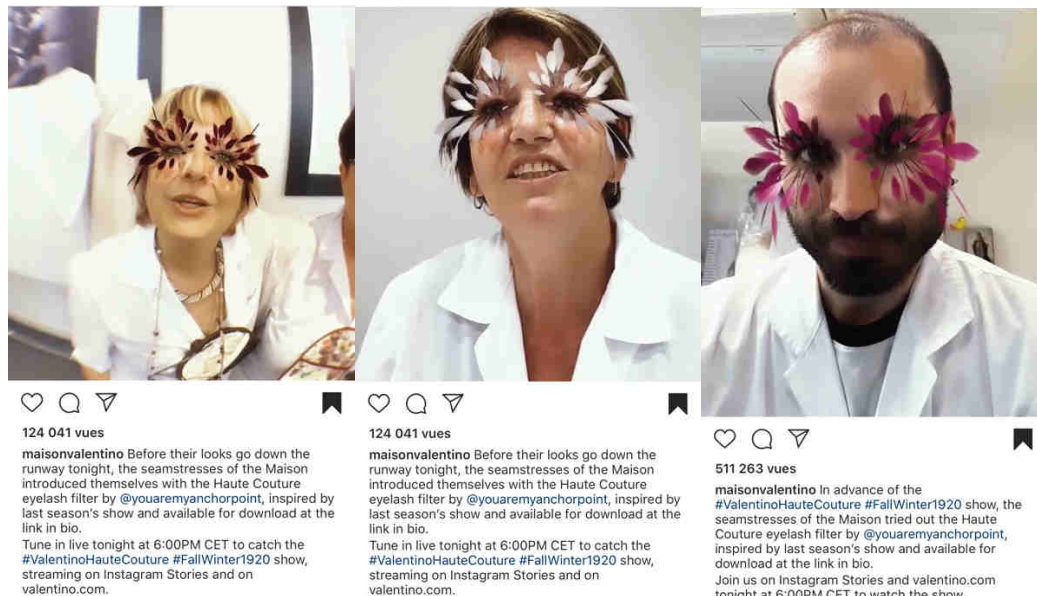 124 041 vues
maisonvalentino Before their looks go down the
runway tonight, the seamstresses of the Maison
introduced themselves with the Haute Couture
eyelash filter by @youaremyanchorpoint, inspired by
last season's show and available for download at the
link in bio.
Tune in live tonight at 6:00PM CET to catch the
#ValentinoHauteCouture #FallWinter1920 show,
streaming on Instagram Stories and on
valentino.com.
124 041 vues
maisonvalentino Before their looks go down the
runway tonight, the seamstresses of the Maison
introduced themselves with the Haute Couture
eyelash filter by @youaremyanchorpoint, inspired by
last season's show and available for download at the
link in bio.
Tune in live tonight at 6:00PM CET to catch the
#ValentinoHauteCouture #FallWinter1920 show,
streaming on Instagram Stories and on
valentino.com.
511 263 vues
maisonvalentino In advance of the
#ValentinoHauteCouture #FallWinter1920 show, the
seamstresses of the Maison tried out the Haute
Couture eyelash filter by @youaremyanchorpoint,
inspired by last season's show and available for
download at the link in bio.
Join us on Instagram Stories and valentino.com
tonight at 6:00PM CET to watch the show